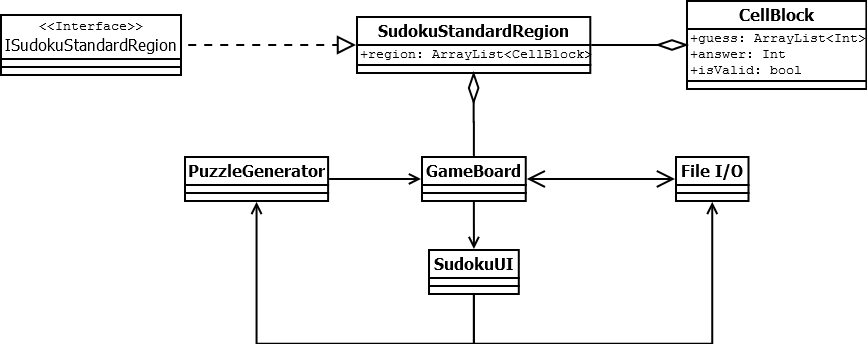 <<Interface>>
ISudokuStandardRegion
SudokuStandardRegion
+region: ArrayList<CellBlock>
CellBlock
+guess: ArrayList<Int>
+answer: Int
+isValid: bool
PuzzleGenerator
GameBoard
File I/O
SudokuUI